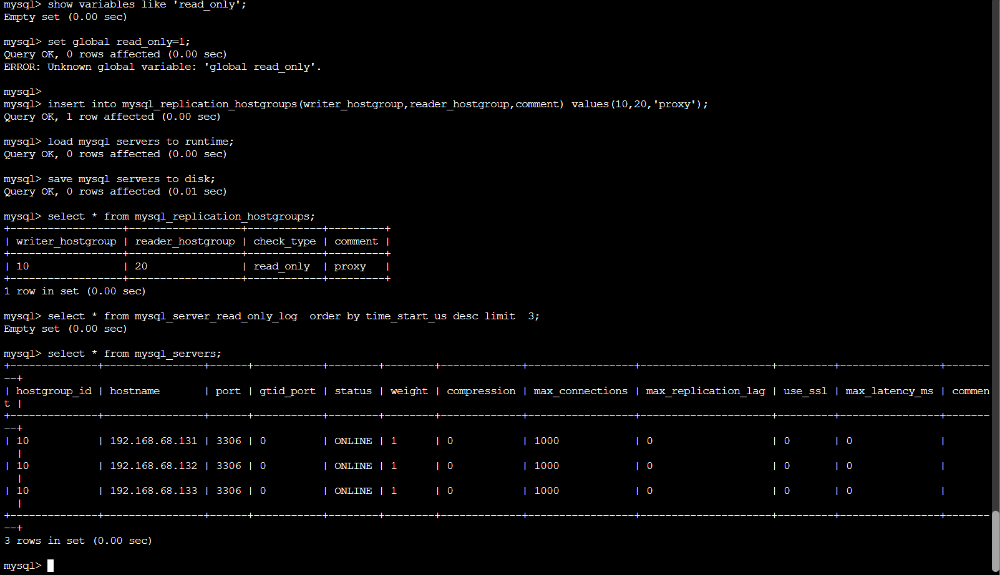 mysql> show variables like 'read_only';
Empty set (0.00 sec)
mysql> set global read_only=1;
Query OK, 0 rows affected (0.00 sec)
ERROR: Unknown global variable: 'global read_only'.
mysql>
mysql> insert into mysql_replication_hostgroups(writer_hostgroup,reader_hostgroup,comment) values(10,20,'proxy');
Query OK, 1 row affected (0.00 sec)
mysql> load mysql servers to runtime;
Query OK, 0 rows affected (0.00 sec)
mysql> save mysql servers to disk;
Query OK, 0 rows affected (0.01 sec)
mysql> select * from mysql_replication_hostgroups;
+------------------+------------------+------------+---------+
| writer_hostgroup | reader_hostgroup | check_type | comment |
+------------------+------------------+------------+---------+
| 10               | 20               | read_only  | proxy   |
+------------------+------------------+------------+---------+
1 row in set (0.00 sec)
mysql> select * from mysql_server_read_only_log  order by time_start_us desc limit  3;
Empty set (0.00 sec)
mysql> select * from mysql_servers;
+--------------+----------------+------+-----------+--------+--------+-------------+-----------------+---------------------+---------+----------------+-------
--+
| hostgroup_id | hostname       | port | gtid_port | status | weight | compression | max_connections | max_replication_lag | use_ssl | max_latency_ms | commen
t |
+--------------+----------------+------+-----------+--------+--------+-------------+-----------------+---------------------+---------+----------------+-------
--+
| 10           | 192.168.68.131 | 3306 | 0         | ONLINE | 1      | 0           | 1000            | 0                   | 0       | 0              |
  |
| 10           | 192.168.68.132 | 3306 | 0         | ONLINE | 1      | 0           | 1000            | 0                   | 0       | 0              |
  |
| 10           | 192.168.68.133 | 3306 | 0         | ONLINE | 1      | 0           | 1000            | 0                   | 0       | 0              |
  |
+--------------+----------------+------+-----------+--------+--------+-------------+-----------------+---------------------+---------+----------------+-------
--+
3 rows in set (0.00 sec)
mysql>